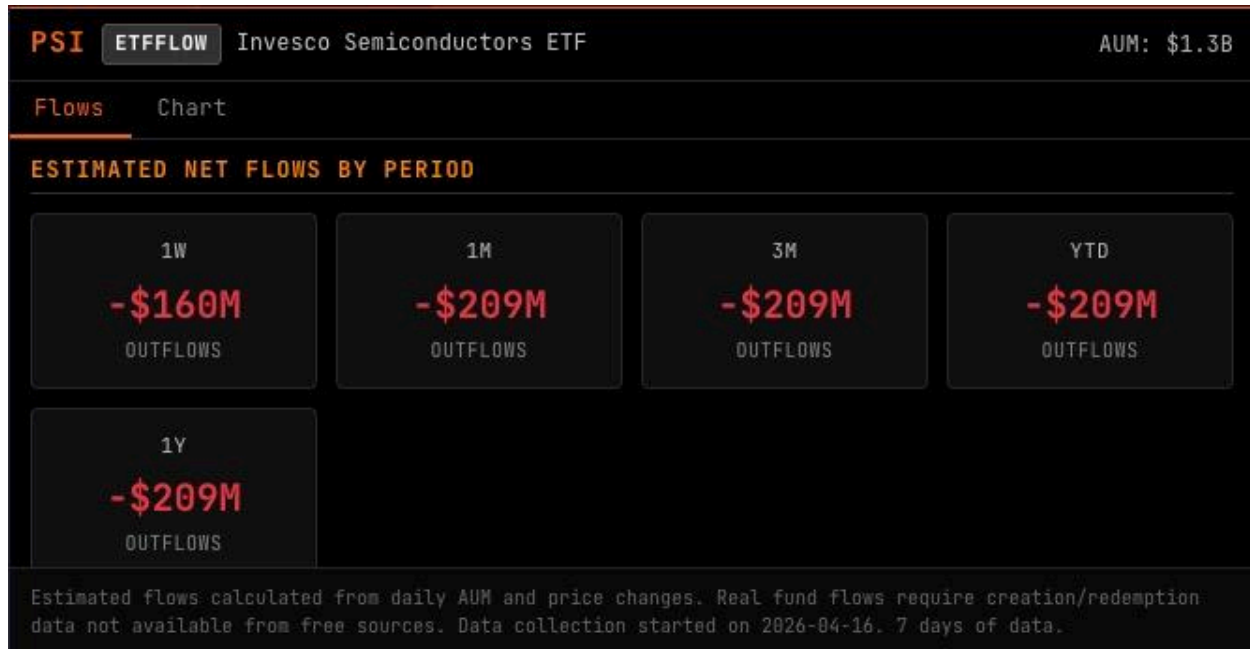 PSI ETFFLOW Invesco Semiconductors ETF AUM: $1.3B
Flows Chart
ESTIMATED NET FLOWS BY PERIOD
1W 1M 3M YTD
-$160M -$209M -$209M -$209M
OUTFLOWS OUTFLOWS OUTFLOWS OUTFLOWS
1Y
-$209M
OUTFLOWS
Estimated flows calculated from daily AUM and price changes. Real fund flows require creation/redemption
data not available from free sources. Data collection started on 2026-04-16. 7 days of data.